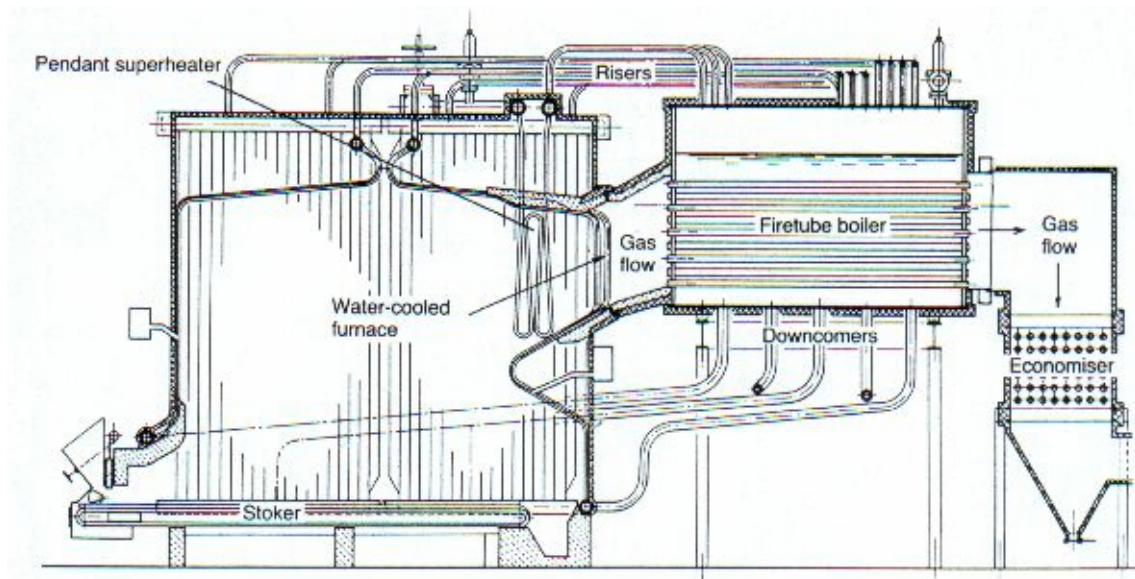 Pendant superheater
Risers
Firetube boiler
Gas
flow
Gas
flow
Water-cooled
furnace
Downcomers
Economiser
Stoker